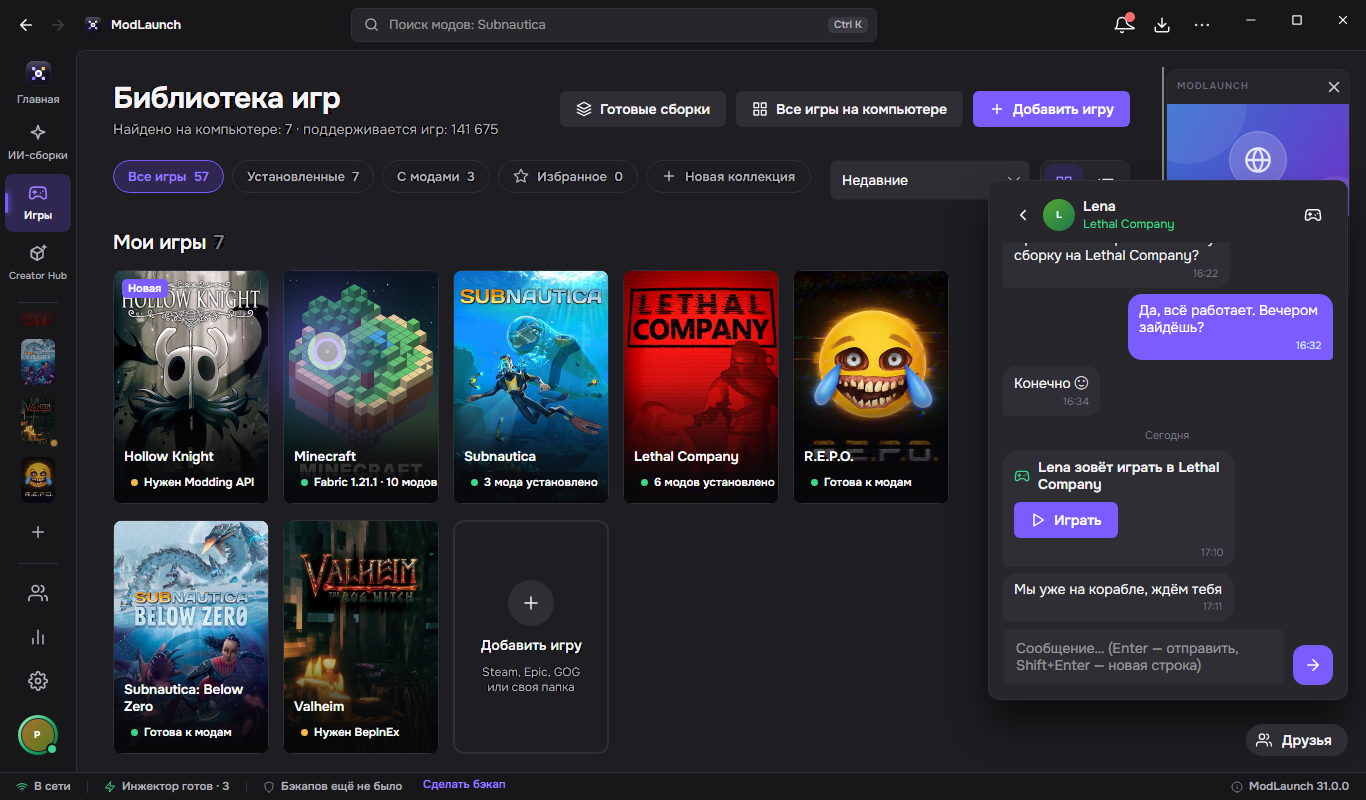 ModLaunch
Поиск модов: Subnautica
Ctrl K
Главная
ИИ-сборки
Игры
Creator Hub
P
Библиотека игр
Найдено на компьютере: 7 · поддерживается игр: 141 675
Готовые сборки
Все игры на компьютере
Добавить игру
Все игры 57
Установленные 7
С модами 3
Избранное 0
Новая коллекция
Недавние
Мои игры 7
Новая
HOLLOW KNIGHT
Hollow Knight
Нужен Modding API
MINECRAFT
Minecraft
Fabric 1.21.1 · 10 модов
SUBNAUTICA
Subnautica
3 мода установлено
LETHAL
COMPANY
Lethal Company
6 модов установлено
R.E.P.O.
R.E.P.O.
Готова к модам
SUBNAUTICA
BELOW ZERO
Subnautica: Below
Zero
Готова к модам
VALHEIM
THE BOG WITCH
Valheim
Нужен BepInEx
Добавить игру
Steam, Epic, GOG
или своя папка
MODLAUNCH
L
Lena
Lethal Company
сборку на Lethal Company?
16:22
Да, всё работает. Вечером
зайдёшь?
16:32
Конечно
16:34
Сегодня
Lena зовёт играть в Lethal
Company
Играть
17:10
Мы уже на корабле, ждём тебя
17:11
Сообщение... (Enter — отправить,
Shift+Enter — новая строка)
Друзья
В сети
Инжектор готов · 3
Бэкапов ещё не было
Сделать бэкап
ModLaunch 31.0.0